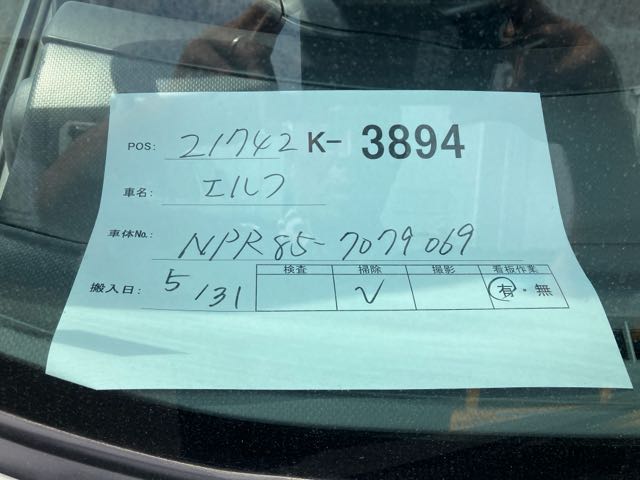 POS: 21742 K-3894
車名: エルフ
車体No.: NPR85-7079069
搬入日: 5/31 検査 掃除 撮影 看板作業
✓ 有・無